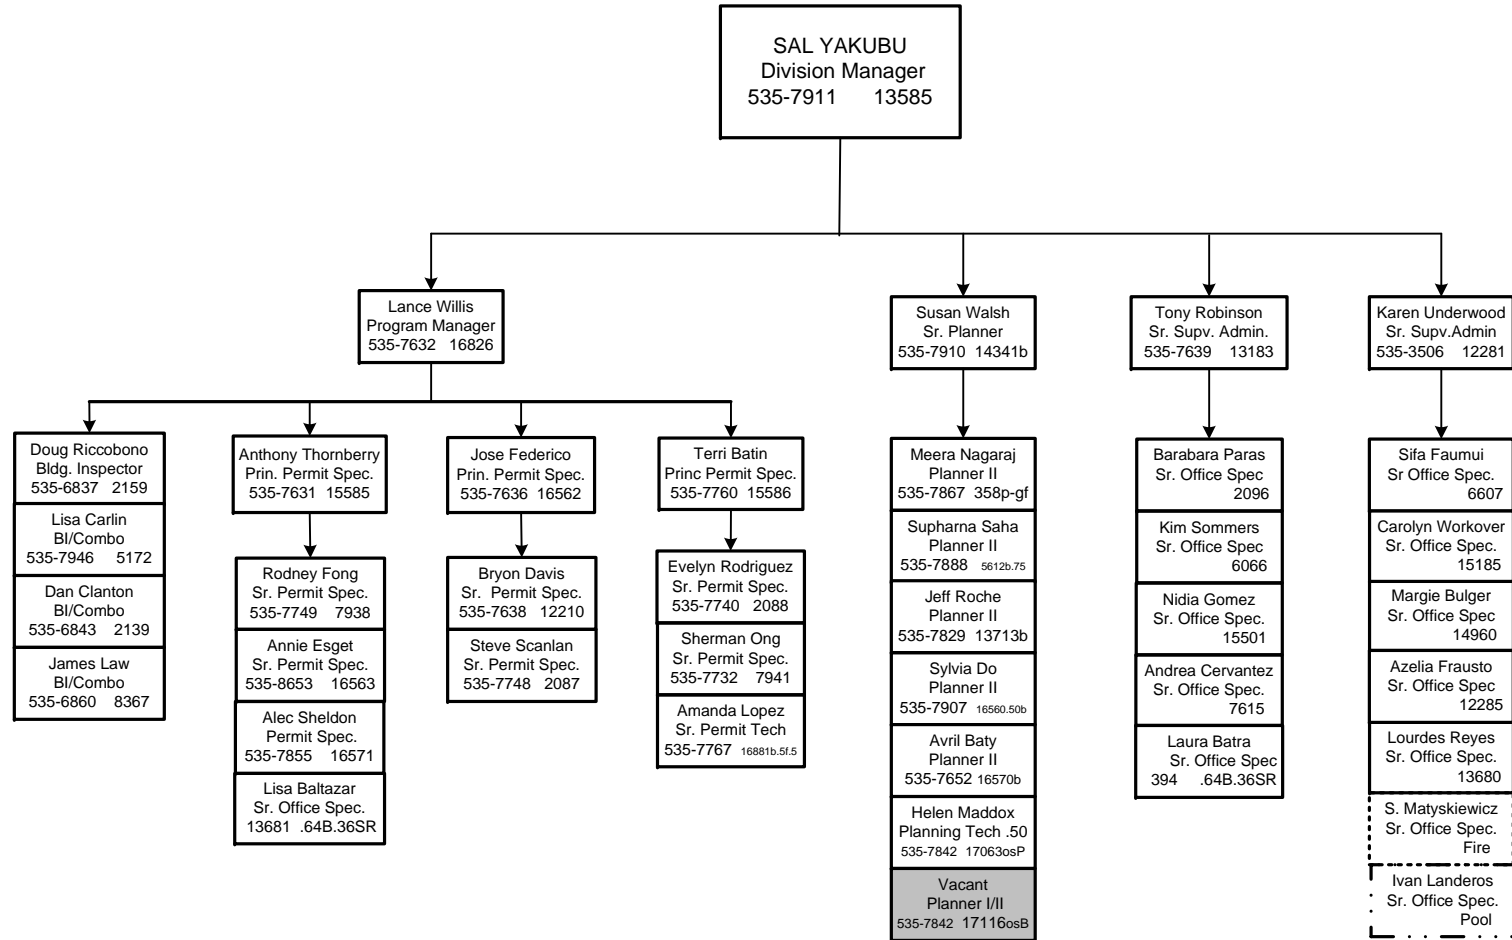 SAL YAKUBU
Division Manager
535-7911 13585
Lance Willis
Program Manager
535-7632 16826
Susan Walsh
Sr. Planner
535-7910 14341b
Tony Robinson
Sr. Supv. Admin.
535-7639 13183
Karen Underwood
Sr. Supv.Admin
535-3506 12281
Doug Riccobono
Bldg. Inspector
535-6837 2159
Lisa Carlin
BI/Combo
535-7946 5172
Dan Clanton
BI/Combo
535-6843 2139
James Law
BI/Combo
535-6860 8367
Anthony Thornberry
Prin. Permit Spec.
535-7631 15585
Rodney Fong
Sr. Permit Spec.
535-7749 7938
Annie Esget
Sr. Permit Spec.
535-8653 16563
Alec Sheldon
Permit Spec.
535-7855 16571
Lisa Baltazar
Sr. Office Spec.
13681 .64B.36SR
Jose Federico
Prin. Permit Spec.
535-7636 16562
Bryon Davis
Sr. Permit Spec.
535-7638 12210
Steve Scanlan
Sr. Permit Spec.
535-7748 2087
Terri Batin
Princ Permit Spec.
535-7760 15586
Evelyn Rodriguez
Sr. Permit Spec.
535-7740 2088
Sherman Ong
Sr. Permit Spec.
535-7732 7941
Amanda Lopez
Sr. Permit Tech
535-7767 16881b.5f.5
Meera Nagaraj
Planner II
535-7867 358p-gf
Supharna Saha
Planner II
535-7888 5612b.75
Jeff Roche
Planner II
535-7829 13713b
Sylvia Do
Planner II
535-7907 16560.50b
Avril Baty
Planner II
535-7652 16570b
Helen Maddox
Planning Tech .50
535-7842 17063osP
Vacant
Planner I/II
535-7842 17116osB
Barabara Paras
Sr. Office Spec
2096
Kim Sommers
Sr. Office Spec
6066
Nidia Gomez
Sr. Office Spec.
15501
Andrea Cervantez
Sr. Office Spec.
7615
Laura Batra
Sr. Office Spec
394 .64B.36SR
Sifa Faumui
Sr Office Spec.
6607
Carolyn Workover
Sr. Office Spec.
15185
Margie Bulger
Sr. Office Spec
14960
Azelia Frausto
Sr. Office Spec
12285
Lourdes Reyes
Sr. Office Spec.
13680
S. Matyskiewicz
Sr. Office Spec.
Fire
Ivan Landeros
Sr. Office Spec.
Pool